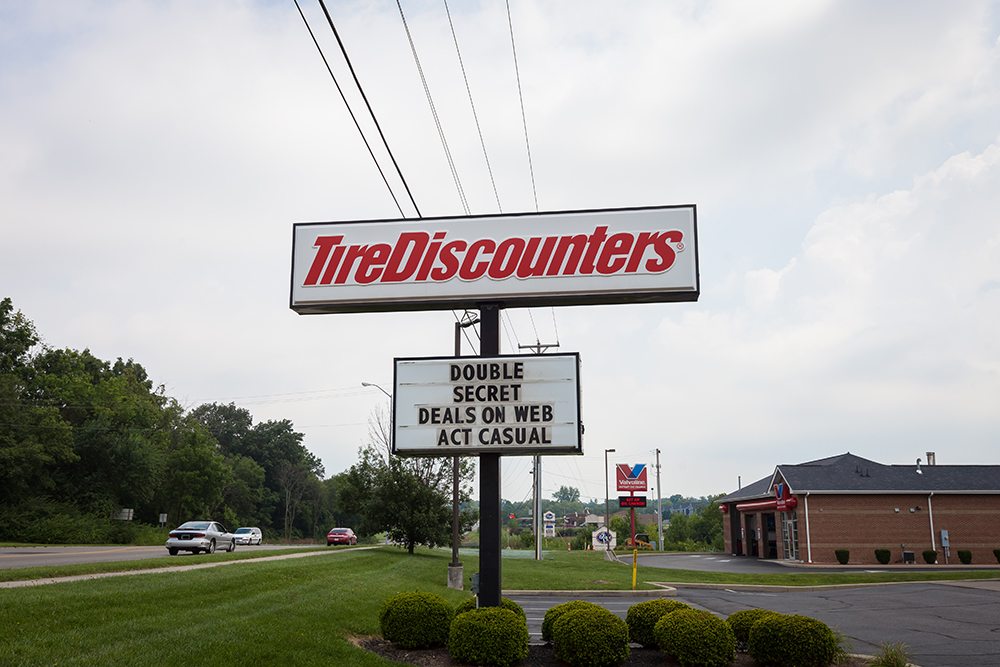 TireDiscounters®
DOUBLE
SECRET
DEALS ON WEB
ACT CASUAL
Valvoline